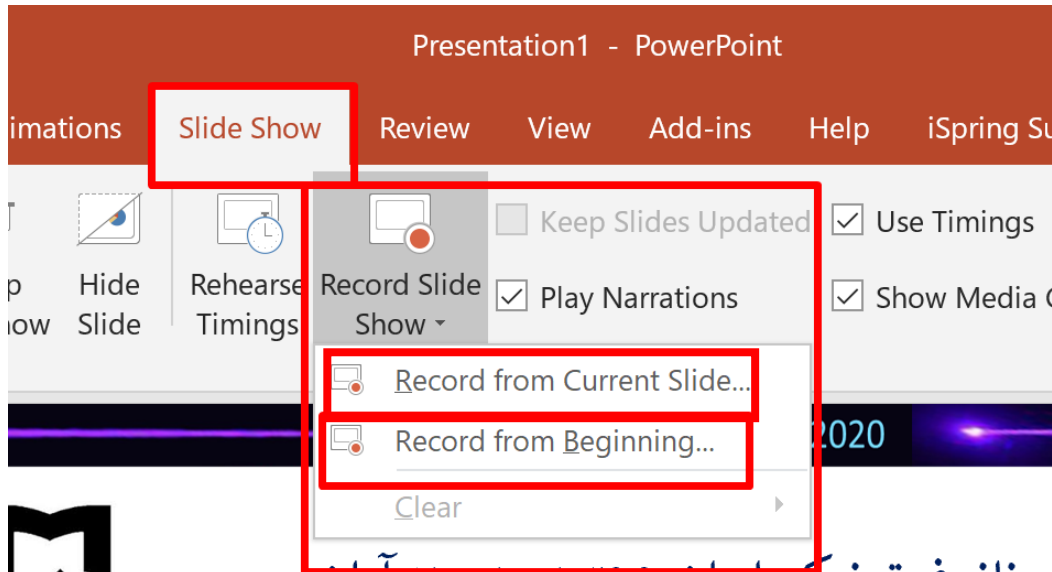 Presentation1 - PowerPoint
imations Slide Show Review View Add-ins Help iSpring Su
Keep Slides Updated Use Timings
Hide Rehearse Record Slide Play Narrations Show Media
Slide Timings Show
Record from Current Slide...
Record from Beginning...
2020
Clear